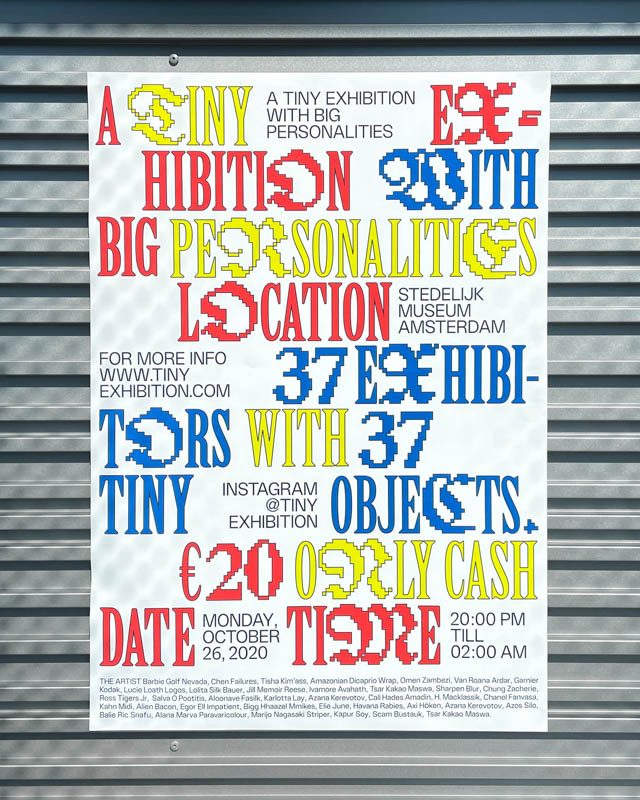 A TINY
A TINY EXHIBITION
WITH BIG
PERSONALITIES
EX-
HIBITION WITH
BIG PERSONALITIES
LOCATION
STEDELIJK
MUSEUM
AMSTERDAM
FOR MORE INFO
WWW.TINY
EXHIBITION.COM
37 EXHIBI-
TORS WITH 37
TINY
INSTAGRAM
@TINY
EXHIBITION
OBJECTS.
€20 ONLY CASH
DATE
MONDAY,
OCTOBER
26, 2020
TIME
20:00 PM
TILL
02:00 AM
THE ARTIST Barbie Golf Nevada, Chen Failures, Tisha Kim'ass, Amazonian Dicaprio Wrap, Omen Zambezi, Van Roana Ardar, Garnier
Kodak, Lucie Loath Logos, Lolita Silk Bauer, Jill Memoir Reese, Ivamore Avahath, Tsar Kakao Maswa, Sharpen Blur, Chung Zacherie,
Ross Tigers Jr, Salva O Pootitis, Aloonave Fasilk, Karlotta Lay, Azana Kerevotov, Cali Hades Amadin, H. Macklassik, Chanel Fanvasa,
Kahn Midi, Alien Bacon, Egor Ell Impatient, Bigg Hhaazel Mmikes, Elie June, Havana Rabies, Axi Höken, Azana Kerevotov, Azos Silo,
Balie Ric Snafu, Alana Marva Paravaricolour, Marijo Nagasaki Striper, Kapur Soy, Scam Bustauk, Tsar Kakao Maswa.